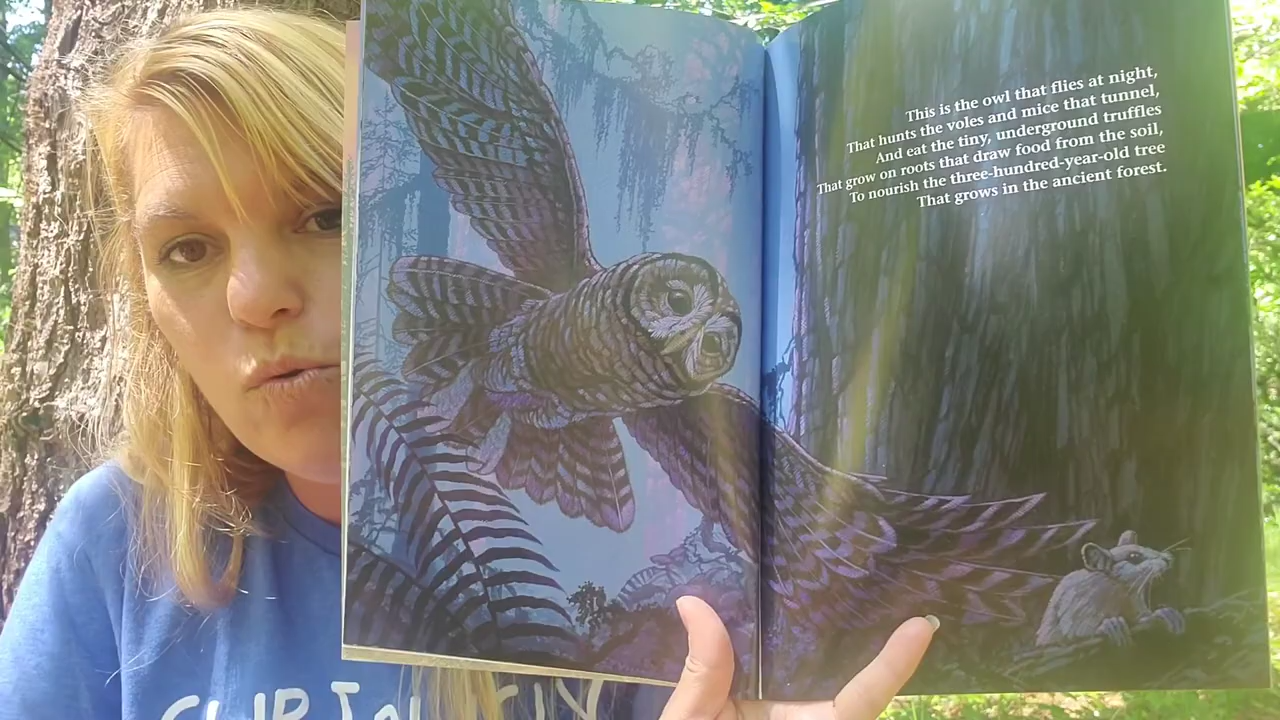 This is the owl that flies at night,
That hunts the voles and mice that tunnel,
And eat the tiny, underground truffles
That grow on roots that draw food from the soil,
To nourish the three-hundred-year-old tree
That grows in the ancient forest.